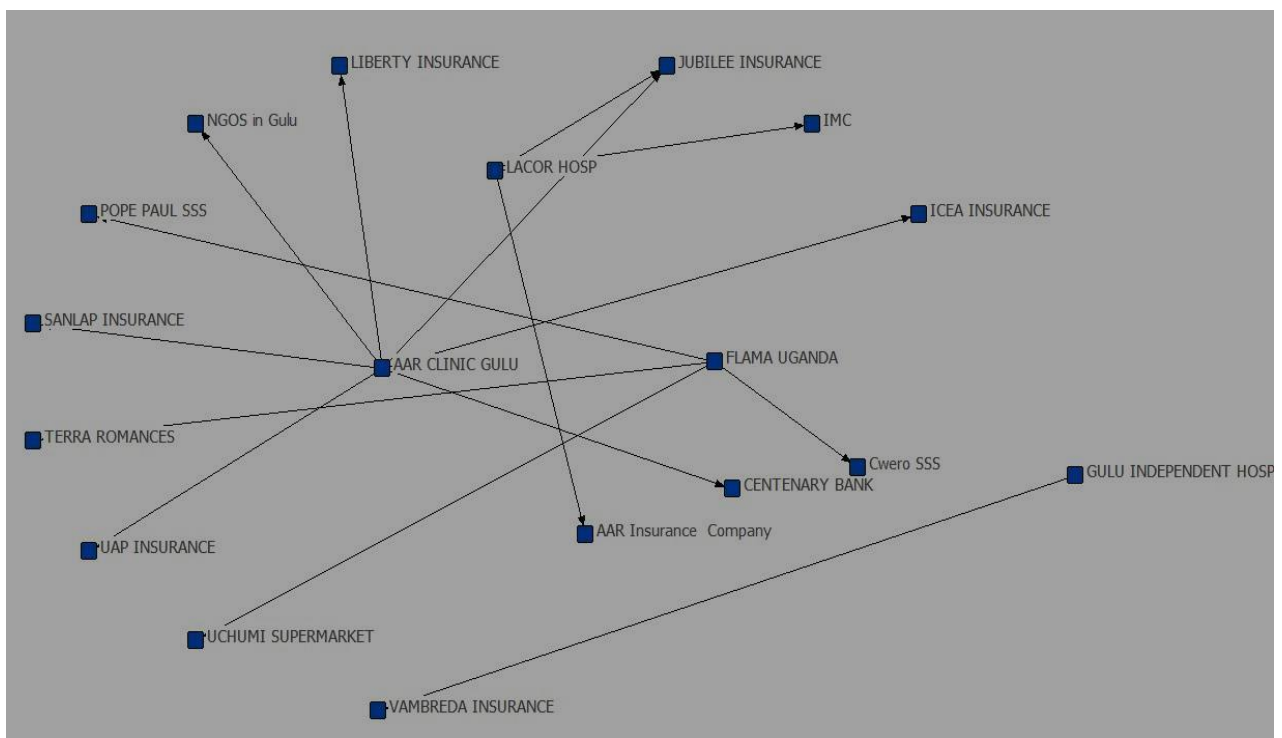 LIBERTY INSURANCE
JUBILEE INSURANCE
NGOS in Gulu
IMC
LACOR HOSP
POPE PAUL SSS
ICEA INSURANCE
SANLAP INSURANCE
AAR CLINIC GULU
FLAMA UGANDA
TERRA ROMANCES
Cwero SSS
GULU INDEPENDENT HOSP
CENTENARY BANK
AAR Insurance Company
UAP INSURANCE
UCHUMI SUPERMARKET
VAMBREDA INSURANCE